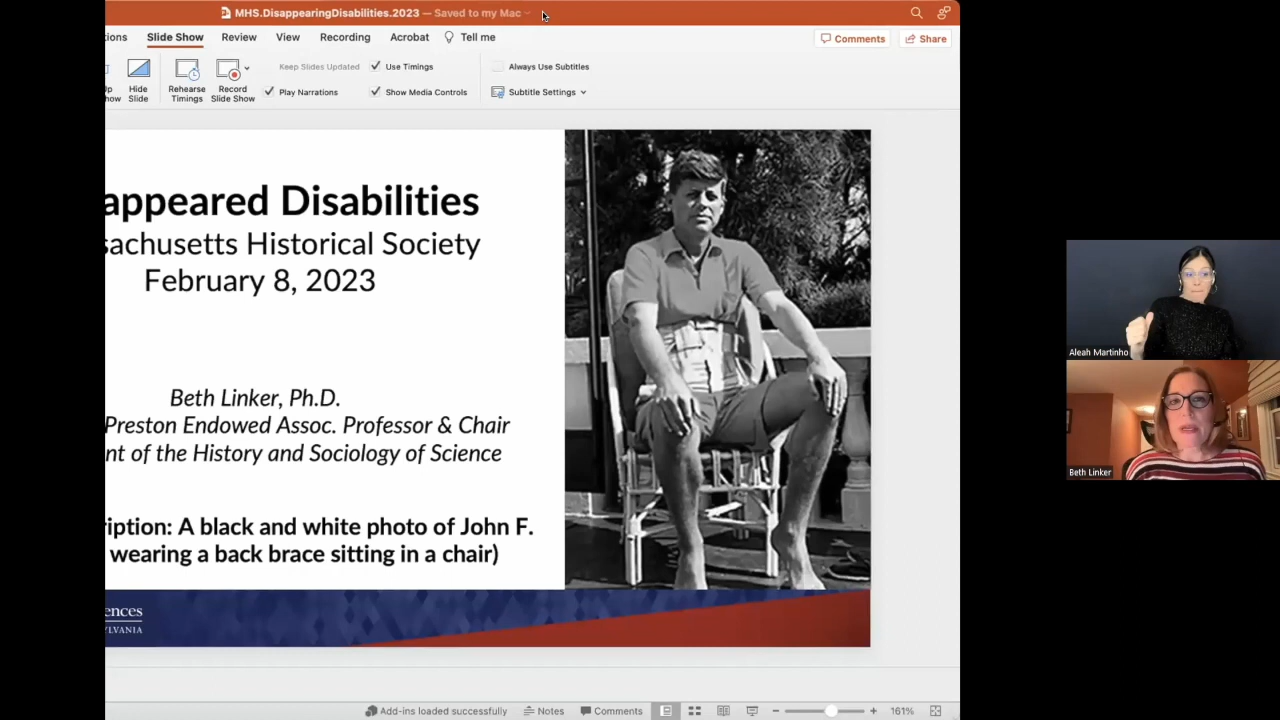 MHS.DisappearingDisabilities.2023 — Saved to my Mac
tions Slide Show Review View Recording Acrobat Tell me Comments Share
Keep Slides Updated Use Timings Always Use Subtitles
Up Hide Rehearse Record Play Narrations Show Media Controls Subtitle Settings
how Slide Timings Slide Show
appeared Disabilities
sachusetts Historical Society
February 8, 2023
Beth Linker, Ph.D.
Preston Endowed Assoc. Professor & Chair
nt of the History and Sociology of Science
ription: A black and white photo of John F.
wearing a back brace sitting in a chair)
ences
YLVANIA
Add-ins loaded successfully Notes Comments 161%
Aleah Martinho
Beth Linker